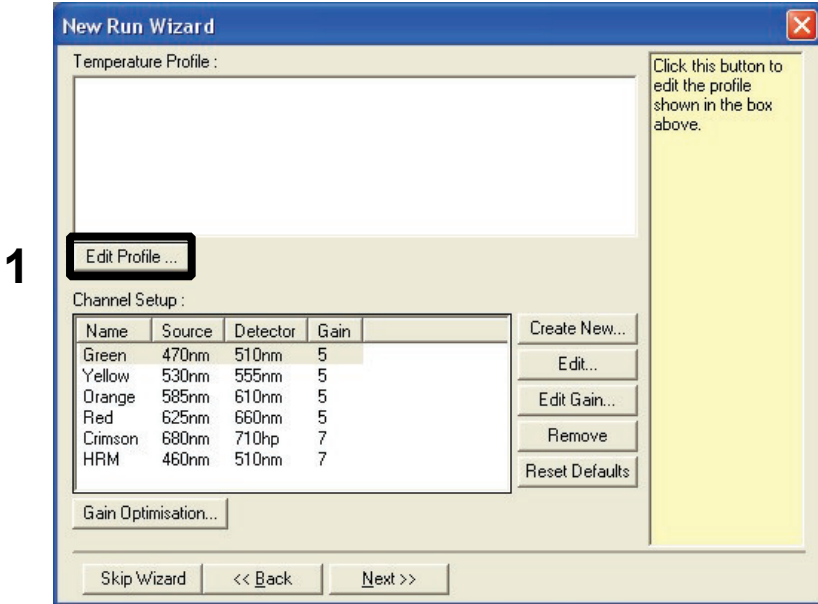 New Run Wizard
Temperature Profile :
Click this button to
edit the profile
shown in the box
above.
1
Edit Profile ...
Channel Setup :
Name Source Detector Gain
Green 470nm 510nm 5
Yellow 530nm 555nm 5
Orange 585nm 610nm 5
Red 625nm 660nm 5
Crimson 680nm 710hp 7
HRM 460nm 510nm 7
Create New...
Edit...
Edit Gain...
Remove
Reset Defaults
Gain Optimisation...
Skip Wizard << Back Next >>